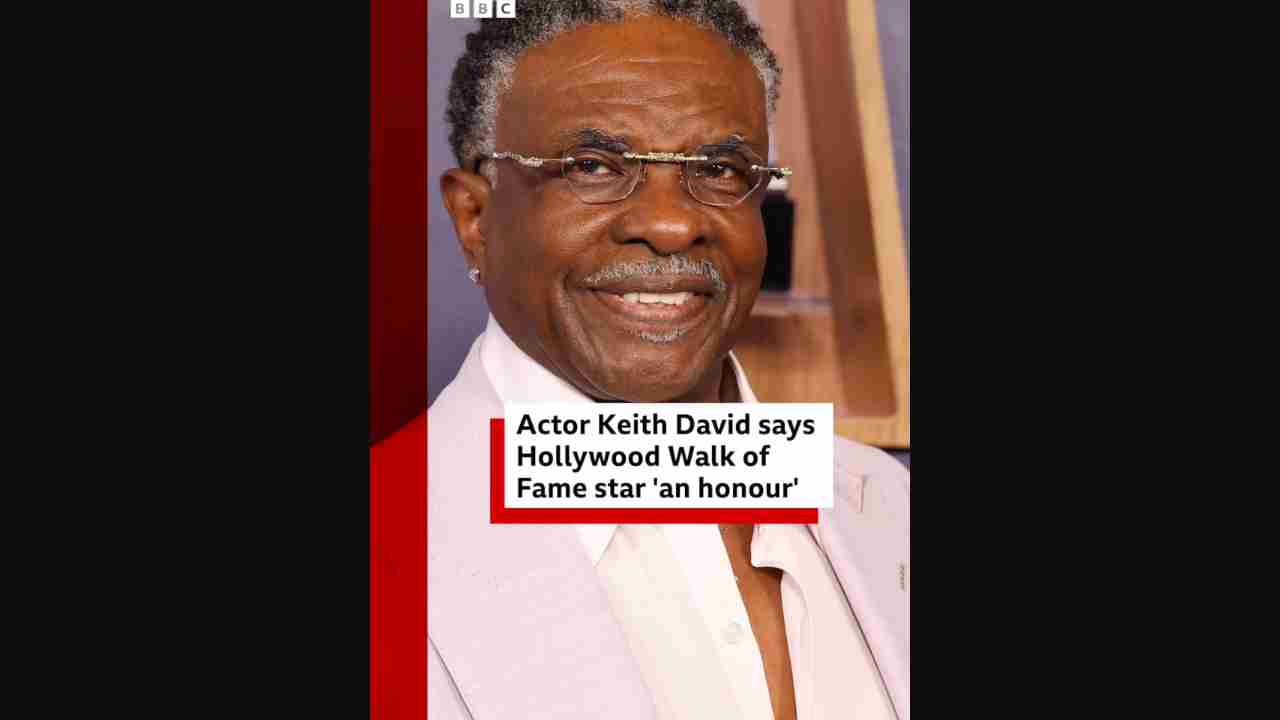 BBC
Actor Keith David says
Hollywood Walk of
Fame star 'an honour'